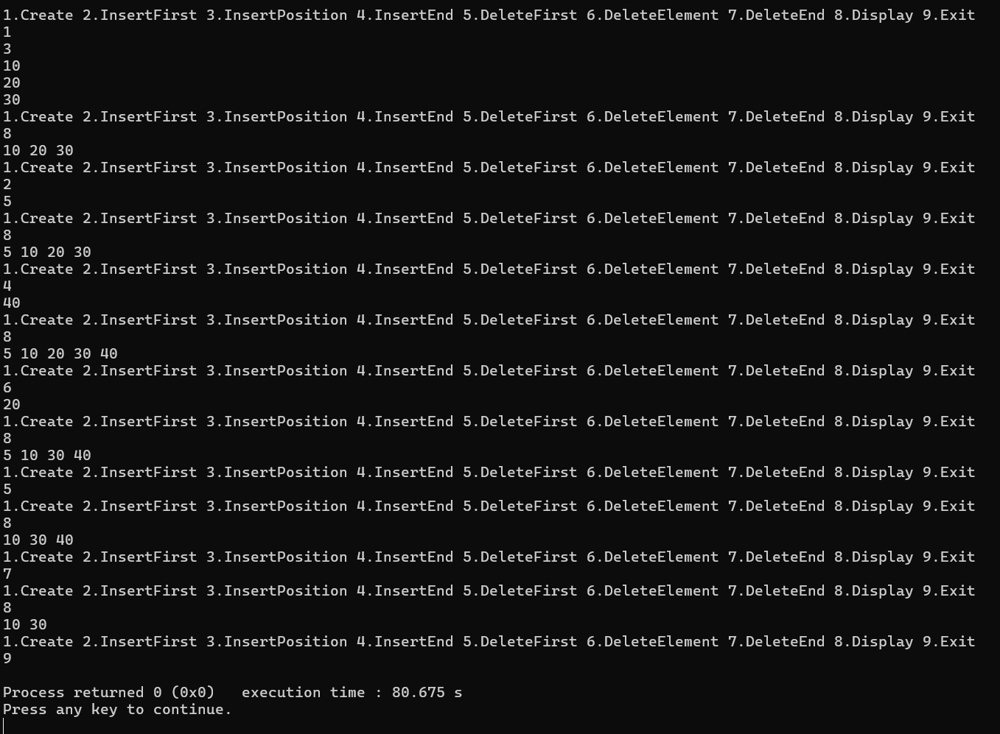 1.Create 2.InsertFirst 3.InsertPosition 4.InsertEnd 5.DeleteFirst 6.DeleteElement 7.DeleteEnd 8.Display 9.Exit
1
3
10
20
30
1.Create 2.InsertFirst 3.InsertPosition 4.InsertEnd 5.DeleteFirst 6.DeleteElement 7.DeleteEnd 8.Display 9.Exit
8
10 20 30
1.Create 2.InsertFirst 3.InsertPosition 4.InsertEnd 5.DeleteFirst 6.DeleteElement 7.DeleteEnd 8.Display 9.Exit
2
5
1.Create 2.InsertFirst 3.InsertPosition 4.InsertEnd 5.DeleteFirst 6.DeleteElement 7.DeleteEnd 8.Display 9.Exit
8
5 10 20 30
1.Create 2.InsertFirst 3.InsertPosition 4.InsertEnd 5.DeleteFirst 6.DeleteElement 7.DeleteEnd 8.Display 9.Exit
4
40
1.Create 2.InsertFirst 3.InsertPosition 4.InsertEnd 5.DeleteFirst 6.DeleteElement 7.DeleteEnd 8.Display 9.Exit
8
5 10 20 30 40
1.Create 2.InsertFirst 3.InsertPosition 4.InsertEnd 5.DeleteFirst 6.DeleteElement 7.DeleteEnd 8.Display 9.Exit
6
20
1.Create 2.InsertFirst 3.InsertPosition 4.InsertEnd 5.DeleteFirst 6.DeleteElement 7.DeleteEnd 8.Display 9.Exit
8
5 10 30 40
1.Create 2.InsertFirst 3.InsertPosition 4.InsertEnd 5.DeleteFirst 6.DeleteElement 7.DeleteEnd 8.Display 9.Exit
5
1.Create 2.InsertFirst 3.InsertPosition 4.InsertEnd 5.DeleteFirst 6.DeleteElement 7.DeleteEnd 8.Display 9.Exit
8
10 30 40
1.Create 2.InsertFirst 3.InsertPosition 4.InsertEnd 5.DeleteFirst 6.DeleteElement 7.DeleteEnd 8.Display 9.Exit
7
1.Create 2.InsertFirst 3.InsertPosition 4.InsertEnd 5.DeleteFirst 6.DeleteElement 7.DeleteEnd 8.Display 9.Exit
8
10 30
1.Create 2.InsertFirst 3.InsertPosition 4.InsertEnd 5.DeleteFirst 6.DeleteElement 7.DeleteEnd 8.Display 9.Exit
9

Process returned 0 (0x0)   execution time : 80.675 s
Press any key to continue.